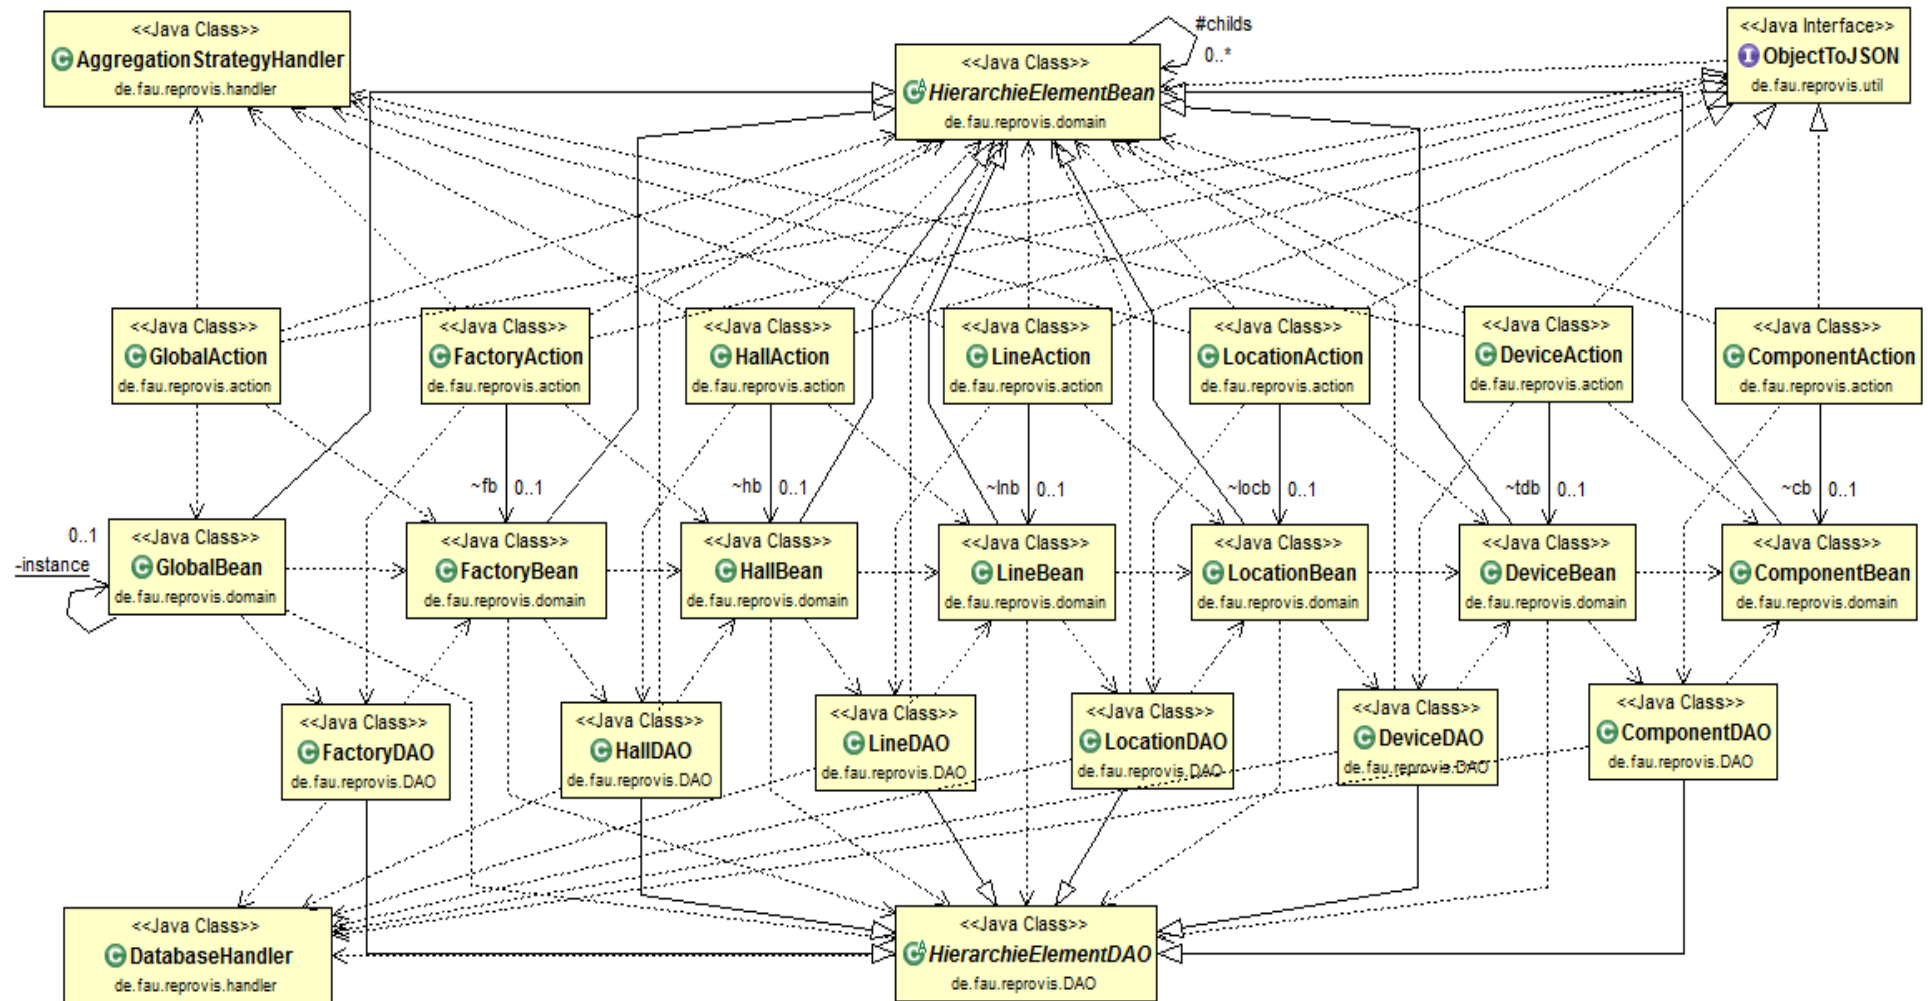 <<Java Class>>
AggregationStrategyHandler
de.fau.reprovis.handler
#childs
0..*
<<Java Class>>
HierarchieElementBean
de.fau.reprovis.domain
<<Java Interface>>
ObjectToJSON
de.fau.reprovis.util
<<Java Class>>
GlobalAction
de.fau.reprovis.action
<<Java Class>>
FactoryAction
de.fau.reprovis.action
<<Java Class>>
HallAction
de.fau.reprovis.action
<<Java Class>>
LineAction
de.fau.reprovis.action
<<Java Class>>
LocationAction
de.fau.reprovis.action
<<Java Class>>
DeviceAction
de.fau.reprovis.action
<<Java Class>>
ComponentAction
de.fau.reprovis.action
~fb 0..1
~hb 0..1
~lnb 0..1
~locb 0..1
~tdb 0..1
~cb 0..1
0..1
-instance
<<Java Class>>
GlobalBean
de.fau.reprovis.domain
<<Java Class>>
FactoryBean
de.fau.reprovis.domain
<<Java Class>>
HallBean
de.fau.reprovis.domain
<<Java Class>>
LineBean
de.fau.reprovis.domain
<<Java Class>>
LocationBean
de.fau.reprovis.domain
<<Java Class>>
DeviceBean
de.fau.reprovis.domain
<<Java Class>>
ComponentBean
de.fau.reprovis.domain
<<Java Class>>
FactoryDAO
de.fau.reprovis.DAO
<<Java Class>>
HallDAO
de.fau.reprovis.DAO
<<Java Class>>
LineDAO
de.fau.reprovis.DAO
<<Java Class>>
LocationDAO
de.fau.reprovis.DAO
<<Java Class>>
DeviceDAO
de.fau.reprovis.DAO
<<Java Class>>
ComponentDAO
de.fau.reprovis.DAO
<<Java Class>>
DatabaseHandler
de.fau.reprovis.handler
<<Java Class>>
HierarchieElementDAO
de.fau.reprovis.DAO